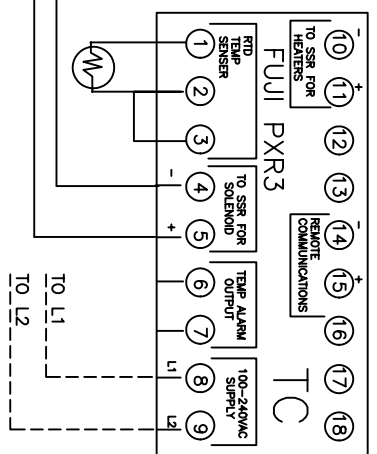 10
11
12
13
14
15
16
17
18
-
+
-
+
TO SSR FOR
HEATERS
REMOTE
COMMUNICATIONS
FUJI PXR3
TC
RTD
TEMP
SENSER
TO SSR FOR
SOLENOID
TEMP ALARM
OUTPUT
100-240VAC
SUPPLY
1
2
3
4
5
6
7
8
9
-
+
L1
L2
TO L1
TO L2